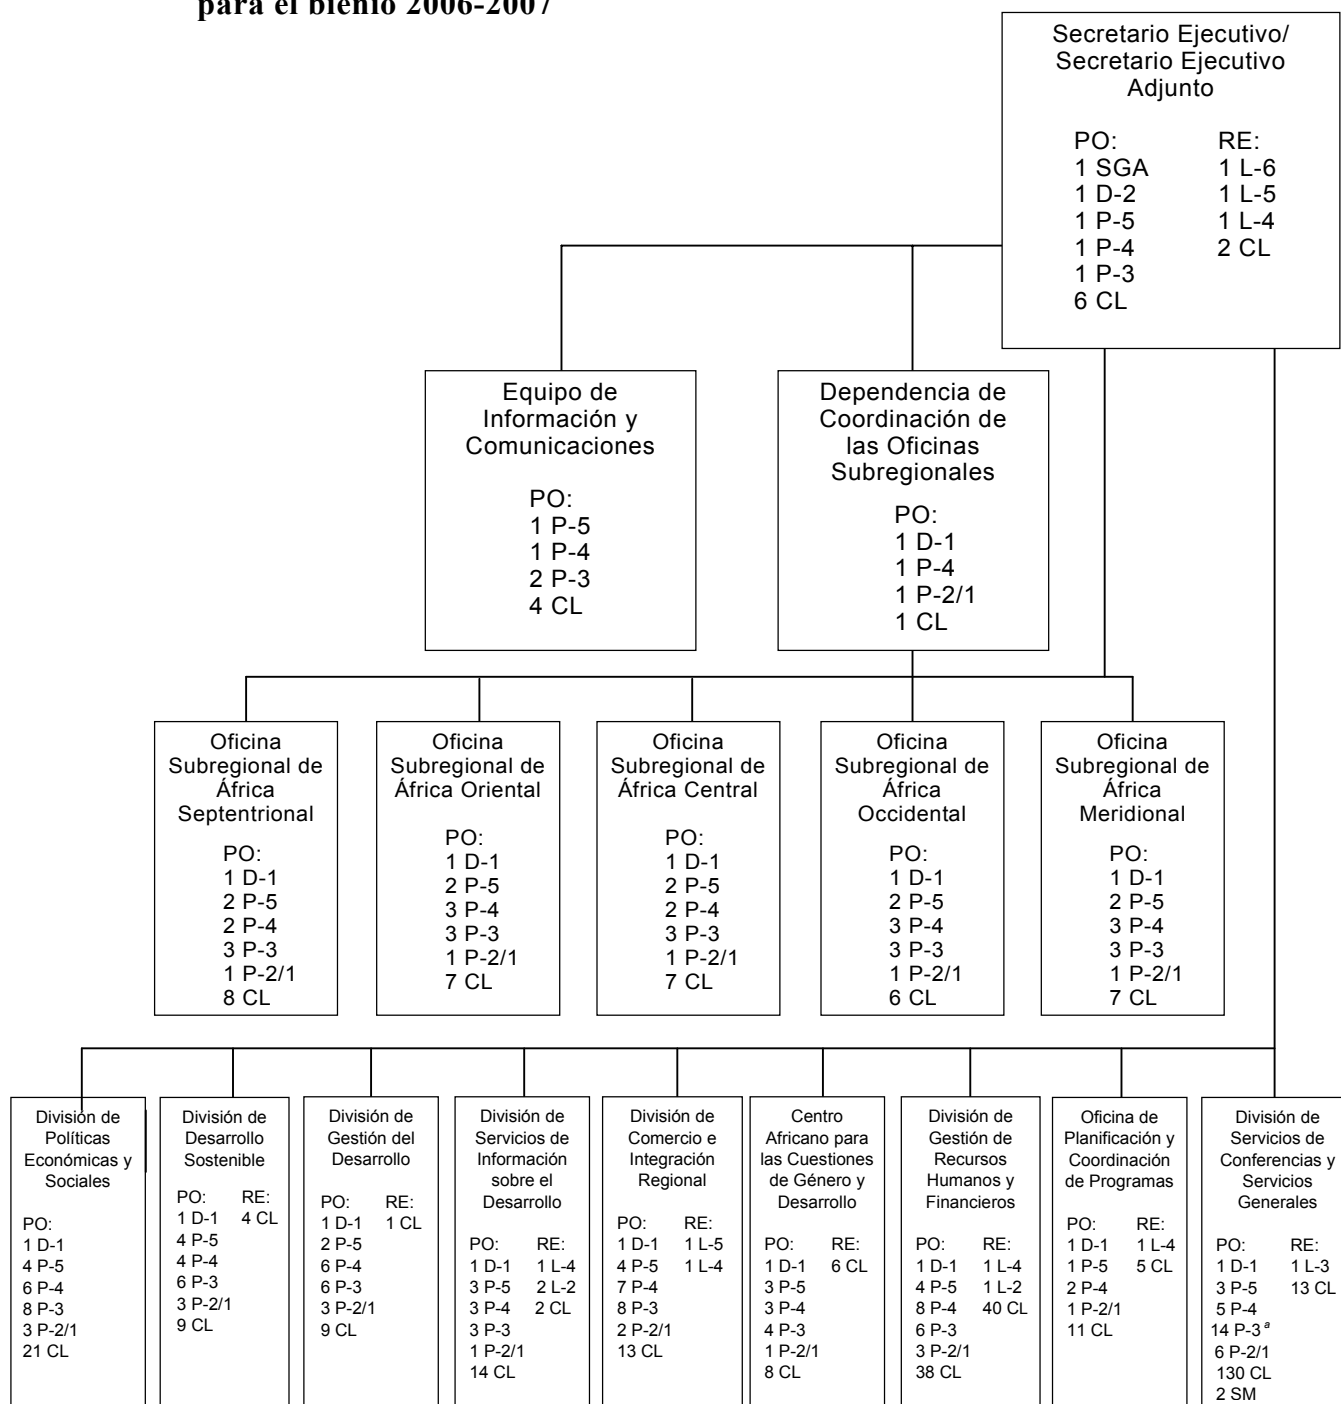 para el bienio 2006-2007
Secretario Ejecutivo/
Secretario Ejecutivo
Adjunto
PO:
1 SGA
1 D-2
1 P-5
1 P-4
1 P-3
6 CL
RE:
1 L-6
1 L-5
1 L-4
2 CL
Equipo de
Información y
Comunicaciones
PO:
1 P-5
1 P-4
2 P-3
4 CL
Dependencia de
Coordinación de
las Oficinas
Subregionales
PO:
1 D-1
1 P-4
1 P-2/1
1 CL
Oficina
Subregional de
África
Septentrional
PO:
1 D-1
2 P-5
2 P-4
3 P-3
1 P-2/1
8 CL
Oficina
Subregional de
África Oriental
PO:
1 D-1
2 P-5
3 P-4
3 P-3
1 P-2/1
7 CL
Oficina
Subregional de
África Central
PO:
1 D-1
2 P-5
2 P-4
3 P-3
1 P-2/1
7 CL
Oficina
Subregional de
África
Occidental
PO:
1 D-1
2 P-5
3 P-4
3 P-3
1 P-2/1
6 CL
Oficina
Subregional de
África
Meridional
PO:
1 D-1
2 P-5
3 P-4
3 P-3
1 P-2/1
7 CL
División de
Políticas
Económicas y
Sociales
PO:
1 D-1
4 P-5
6 P-4
8 P-3
3 P-2/1
21 CL
División de
Desarrollo
Sostenible
PO:
1 D-1
4 P-5
4 P-4
6 P-3
3 P-2/1
9 CL
RE:
4 CL
División de
Gestión del
Desarrollo
PO:
1 D-1
2 P-5
6 P-4
6 P-3
3 P-2/1
9 CL
RE:
1 CL
División de
Servicios de
Información
sobre el
Desarrollo
PO:
1 D-1
3 P-5
3 P-4
3 P-3
1 P-2/1
14 CL
RE:
1 L-4
2 L-2
2 CL
División de
Comercio e
Integración
Regional
PO:
1 D-1
4 P-5
7 P-4
8 P-3
2 P-2/1
13 CL
RE:
1 L-5
1 L-4
Centro
Africano para
las Cuestiones
de Género y
Desarrollo
PO:
1 D-1
3 P-5
3 P-4
4 P-3
1 P-2/1
8 CL
RE:
6 CL
División de
Gestión de
Recursos
Humanos y
Financieros
PO:
1 D-1
4 P-5
8 P-4
6 P-3
3 P-2/1
38 CL
RE:
1 L-4
1 L-2
40 CL
Oficina de
Planificación y
Coordinación
de Programas
PO:
1 D-1
1 P-5
2 P-4
1 P-2/1
11 CL
RE:
1 L-4
5 CL
División de
Servicios de
Conferencias y
Servicios
Generales
PO:
1 D-1
3 P-5
5 P-4
14 P-3 a
6 P-2/1
130 CL
2 SM
RE:
1 L-3
13 CL